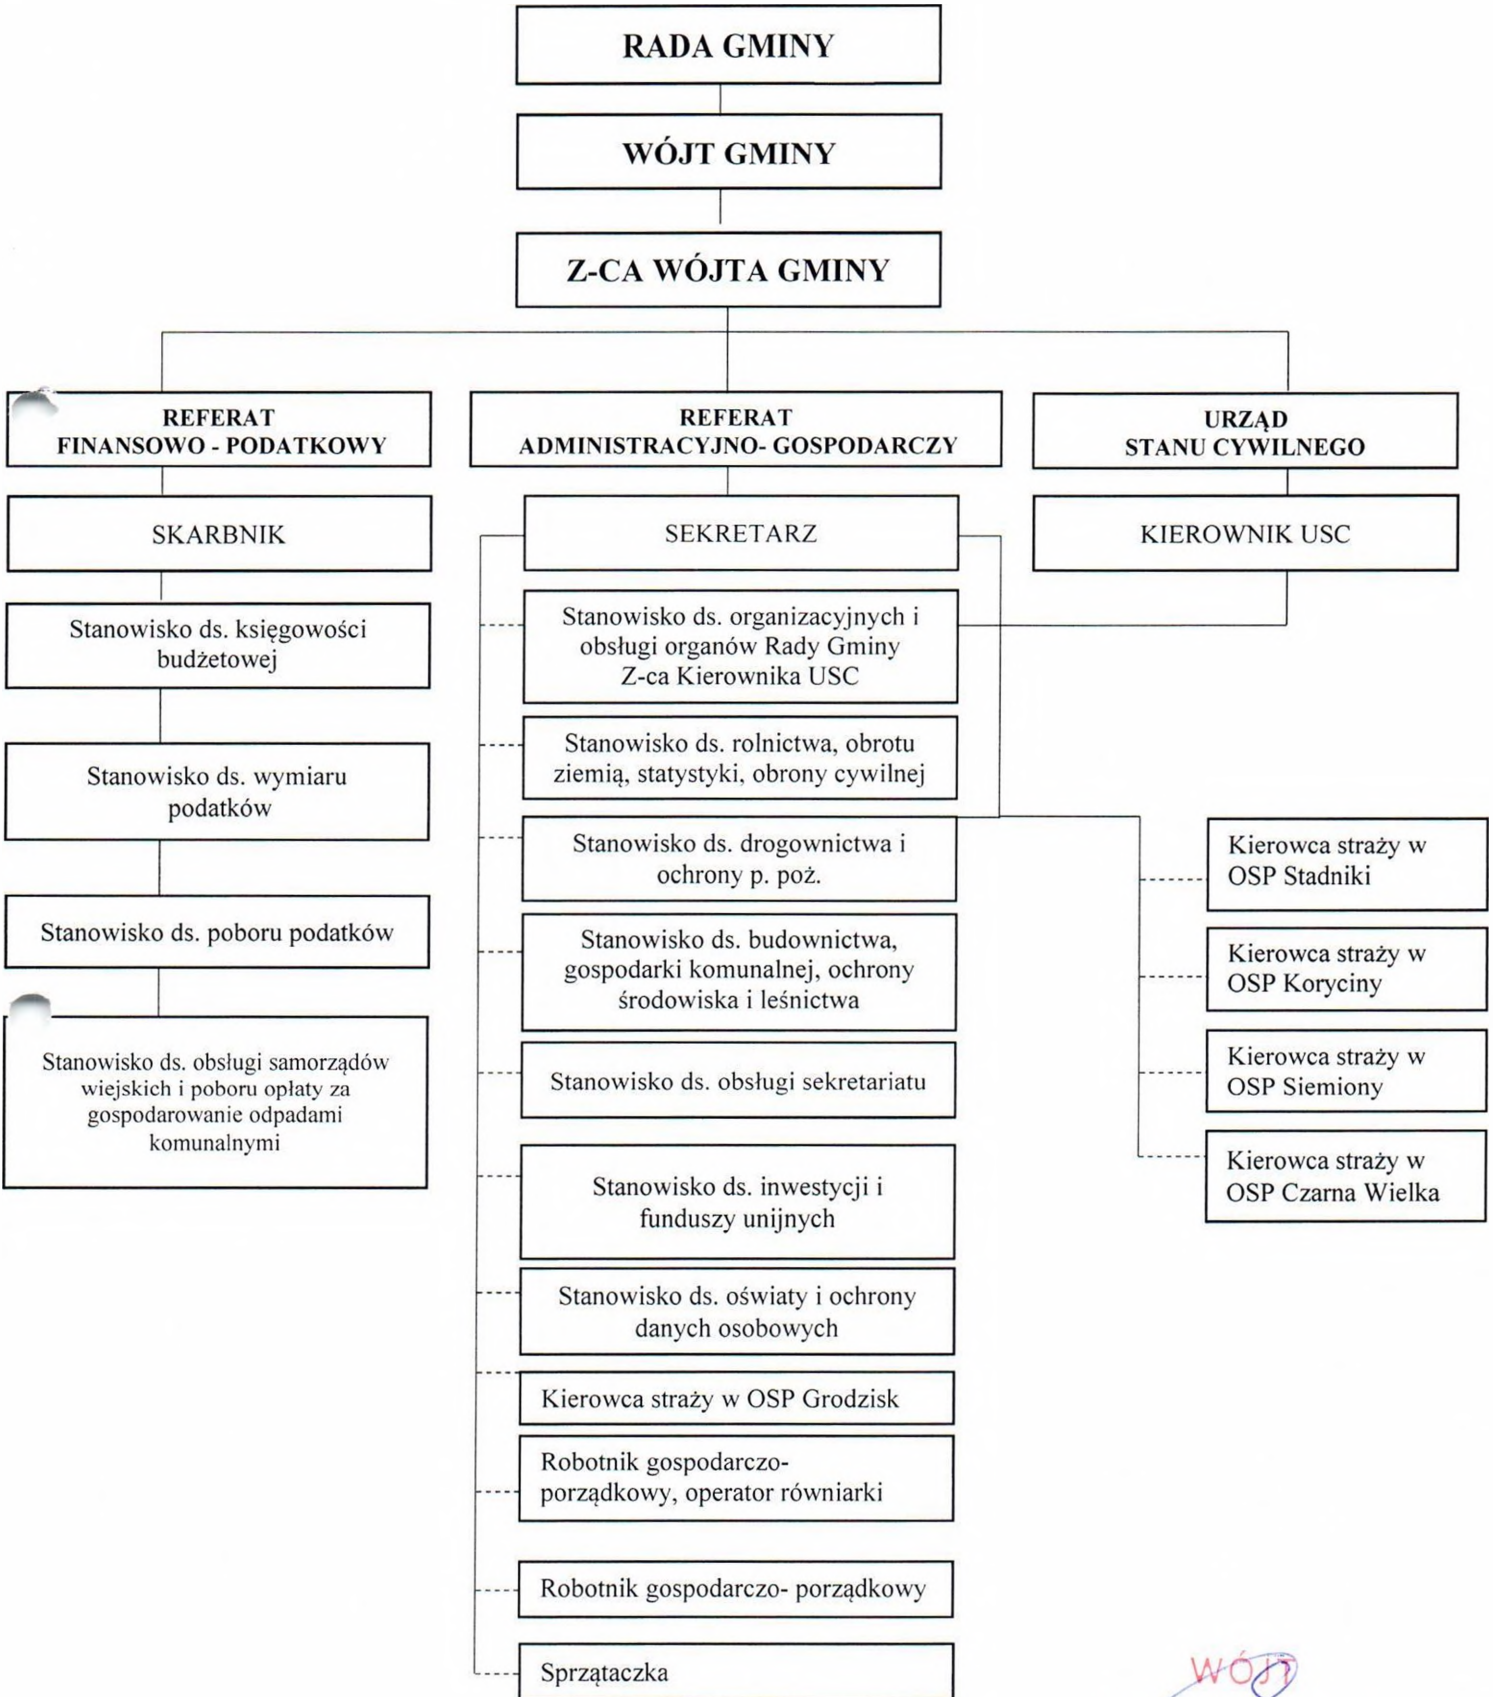 RADA GMINY
WÓJT GMINY
Z-CA WÓJTA GMINY
REFERAT
FINANSOWO - PODATKOWY
SKARBNIK
Stanowisko ds. księgowości
budżetowej
Stanowisko ds. wymiaru
podatków
Stanowisko ds. poboru podatków
Stanowisko ds. obsługi samorządów
wiejskich i poboru opłaty za
gospodarowanie odpadami
komunalnymi
REFERAT
ADMINISTRACYJNO- GOSPODARCZY
SEKRETARZ
Stanowisko ds. organizacyjnych i
obsługi organów Rady Gminy
Z-ca Kierownika USC
Stanowisko ds. rolnictwa, obrotu
ziemią, statystyki, obrony cywilnej
Stanowisko ds. drogownictwa i
ochrony p. poż.
Stanowisko ds. budownictwa,
gospodarki komunalnej, ochrony
środowiska i leśnictwa
Stanowisko ds. obsługi sekretariatu
Stanowisko ds. inwestycji i
funduszy unijnych
Stanowisko ds. oświaty i ochrony
danych osobowych
Kierowca straży w OSP Grodzisk
Robotnik gospodarczo-
porządkowy, operator równiarki
Robotnik gospodarczo- porządkowy
Sprzątaczka
URZĄD
STANU CYWILNEGO
KIEROWNIK USC
Kierowca straży w
OSP Stadniki
Kierowca straży w
OSP Koryciny
Kierowca straży w
OSP Siemiony
Kierowca straży w
OSP Czarna Wielka
WÓJT